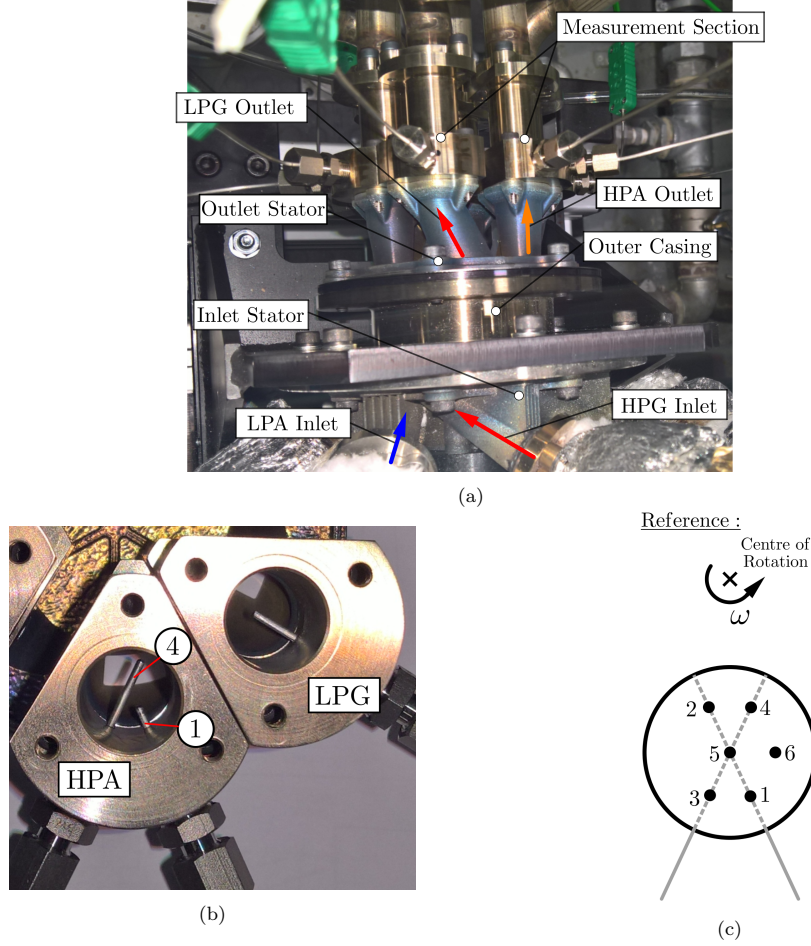 Measurement Section
LPG Outlet
HPA Outlet
Outlet Stator
Outer Casing
Inlet Stator
LPA Inlet
HPG Inlet
(a)
4
1
LPG
HPA
(b)
Reference :
Centre of
Rotation
ω
2
4
5
6
3
1
(c)